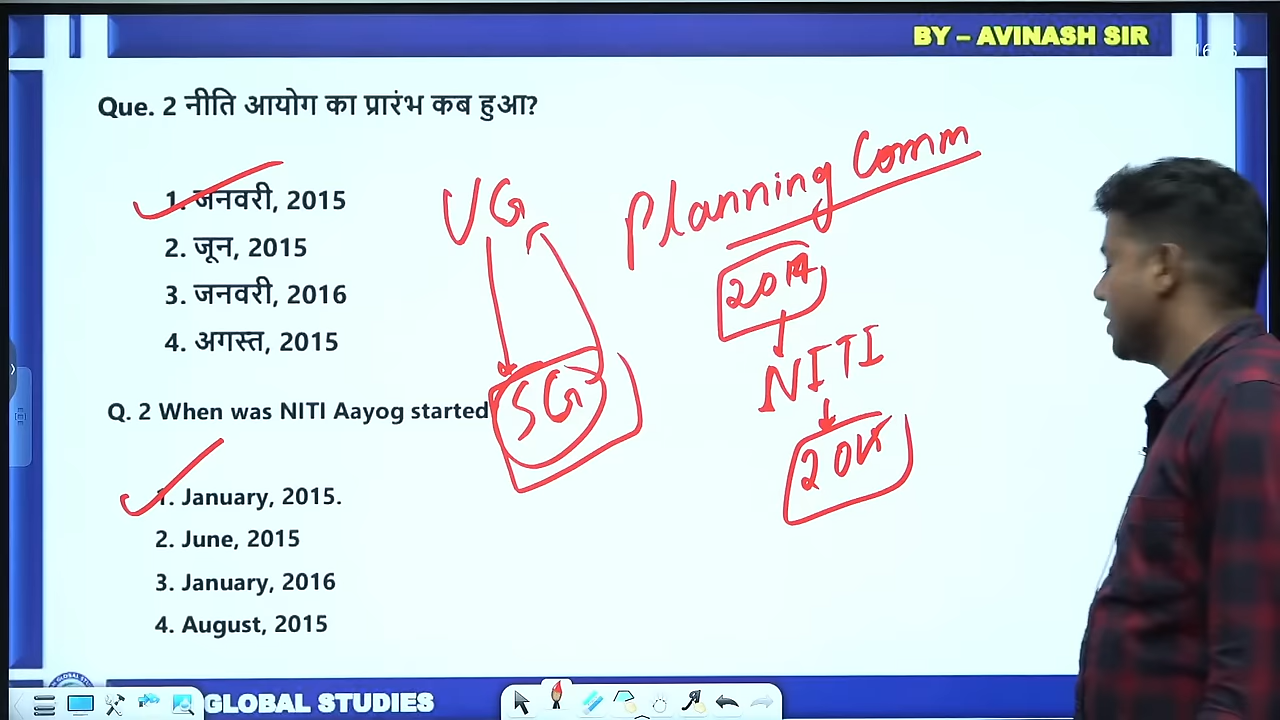 BY – AVINASH SIR
Que. 2 नीति आयोग का प्रारंभ कब हुआ?
1. जनवरी, 2015
2. जून, 2015
3. जनवरी, 2016
4. अगस्त, 2015
Q. 2 When was NITI Aayog started
1. January, 2015.
2. June, 2015
3. January, 2016
4. August, 2015
UG
SG
Planning Comm
2014
NITI
2015
GLOBAL STUDIES